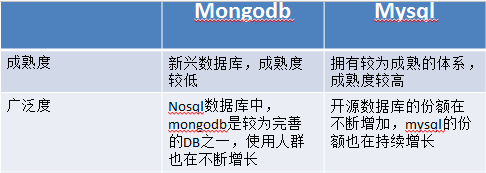 Mongodb
Mysql
成熟度
新兴数据库，成熟度
较低
拥有较为成熟的体系，
成熟度较高
广泛度
Nosql数据库中，
mongodb是较为完善
的DB之一，使用人群
也在不断增长
开源数据库的份额在
不断增加，mysql的份
额也在持续增长